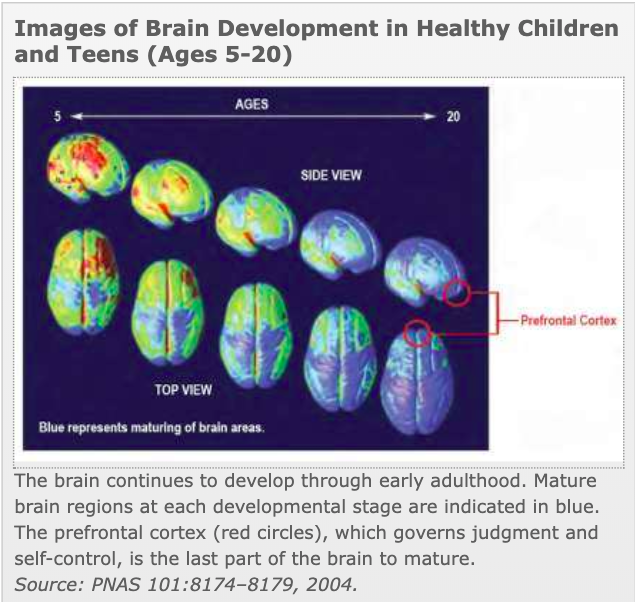 Images of Brain Development in Healthy Children
and Teens (Ages 5-20)
AGES
5
20
SIDE VIEW
Prefrontal Cortex
TOP VIEW
Blue represents maturing of brain areas.
The brain continues to develop through early adulthood. Mature
brain regions at each developmental stage are indicated in blue.
The prefrontal cortex (red circles), which governs judgment and
self-control, is the last part of the brain to mature.
Source: PNAS 101:8174–8179, 2004.